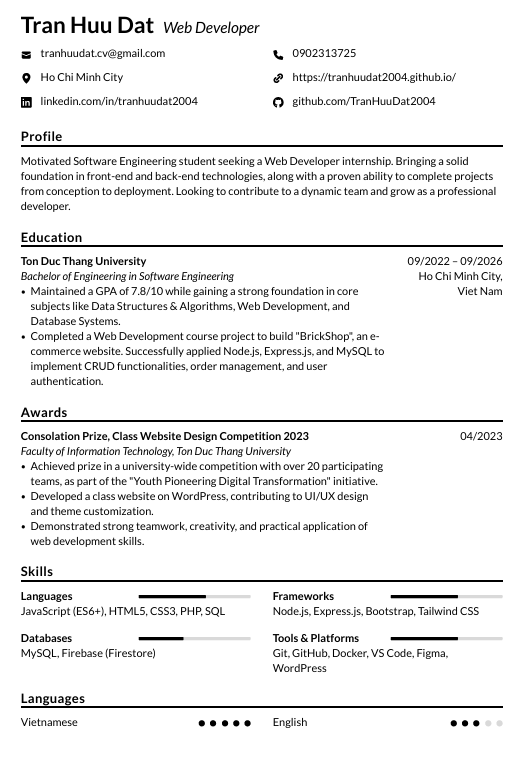 Tran Huu Dat Web Developer
tranhuudat.cv@gmail.com
0902313725
Ho Chi Minh City
https://tranhuudat2004.github.io/
linkedin.com/in/tranhuudat2004
github.com/TranHuuDat2004
Profile
Motivated Software Engineering student seeking a Web Developer internship. Bringing a solid
foundation in front-end and back-end technologies, along with a proven ability to complete projects
from conception to deployment. Looking to contribute to a dynamic team and grow as a professional
developer.
Education
Ton Duc Thang University 09/2022 – 09/2026
Bachelor of Engineering in Software Engineering Ho Chi Minh City,
• Maintained a GPA of 7.8/10 while gaining a strong foundation in core Viet Nam
subjects like Data Structures & Algorithms, Web Development, and
Database Systems.
• Completed a Web Development course project to build "BrickShop", an e-
commerce website. Successfully applied Node.js, Express.js, and MySQL to
implement CRUD functionalities, order management, and user
authentication.
Awards
Consolation Prize, Class Website Design Competition 2023 04/2023
Faculty of Information Technology, Ton Duc Thang University
• Achieved prize in a university-wide competition with over 20 participating
teams, as part of the "Youth Pioneering Digital Transformation" initiative.
• Developed a class website on WordPress, contributing to UI/UX design
and theme customization.
• Demonstrated strong teamwork, creativity, and practical application of
web development skills.
Skills
Languages
JavaScript (ES6+), HTML5, CSS3, PHP, SQL
Frameworks
Node.js, Express.js, Bootstrap, Tailwind CSS
Databases
MySQL, Firebase (Firestore)
Tools & Platforms
Git, GitHub, Docker, VS Code, Figma,
WordPress
Languages
Vietnamese
English